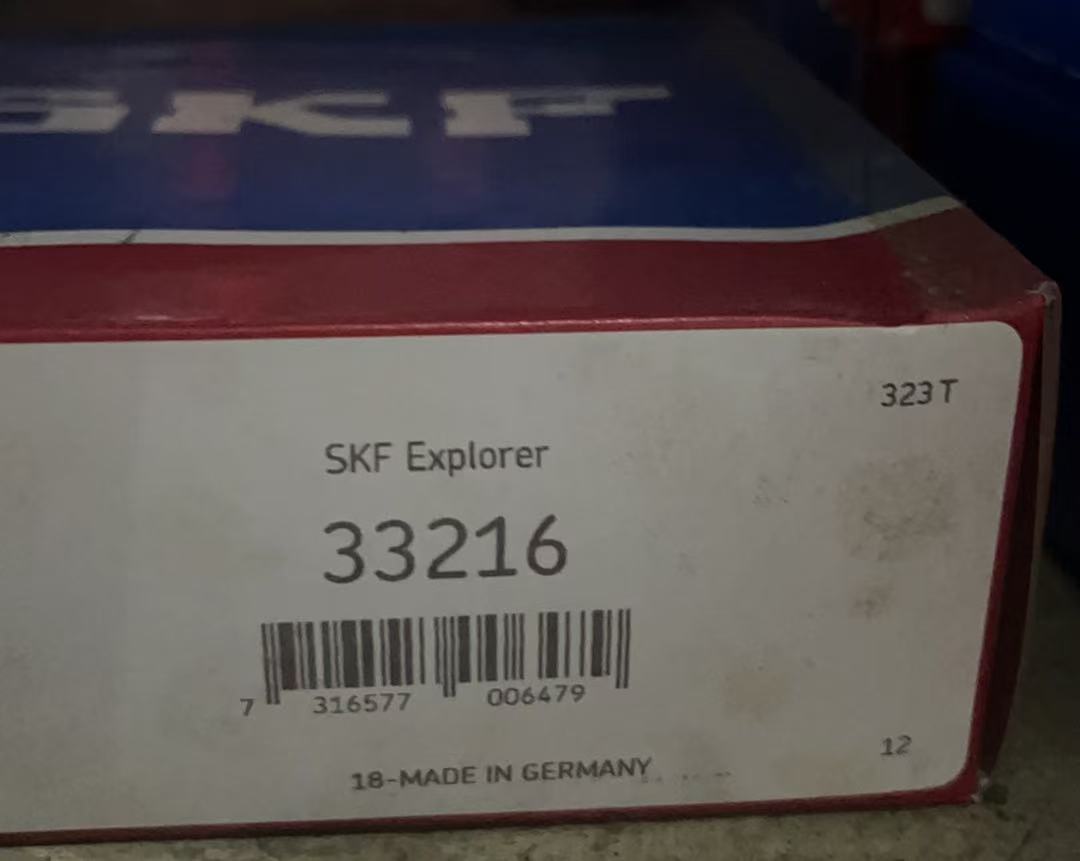 SKF
323 T
SKF Explorer
33216
7 316577 006479
12
18-MADE IN GERMANY